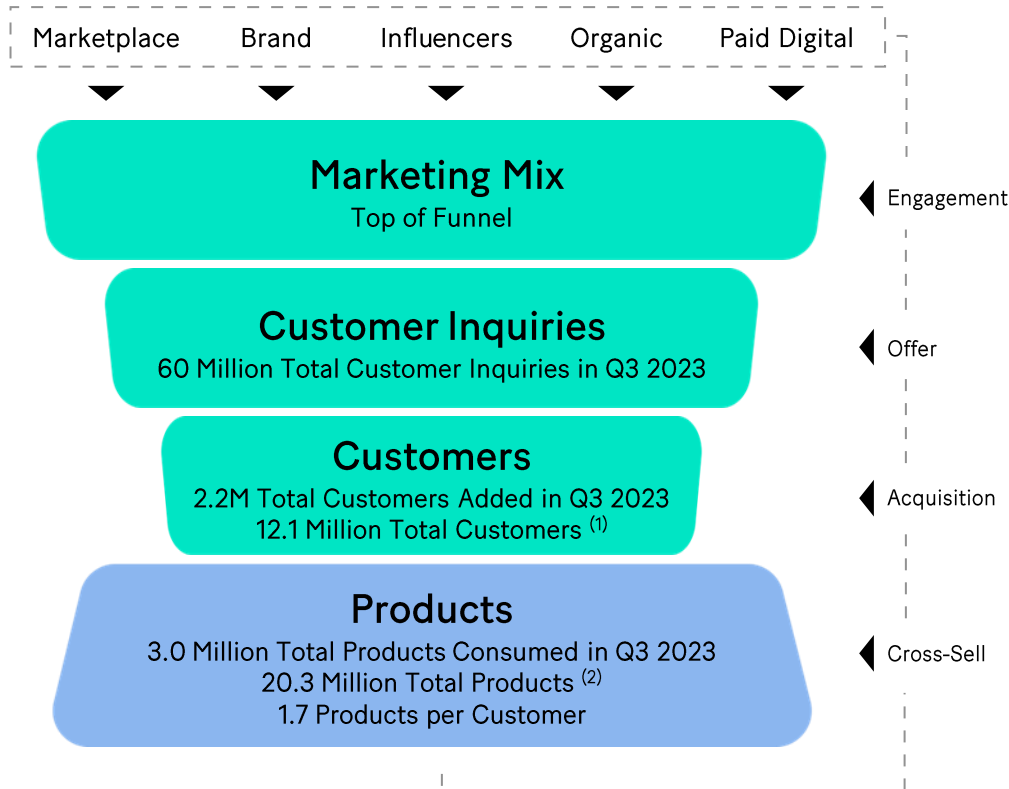 Marketplace Brand Influencers Organic Paid Digital
Marketing Mix
Top of Funnel
Engagement
Customer Inquiries
60 Million Total Customer Inquiries in Q3 2023
Offer
Customers
2.2M Total Customers Added in Q3 2023
12.1 Million Total Customers (1)
Acquisition
Products
3.0 Million Total Products Consumed in Q3 2023
20.3 Million Total Products (2)
1.7 Products per Customer
Cross-Sell